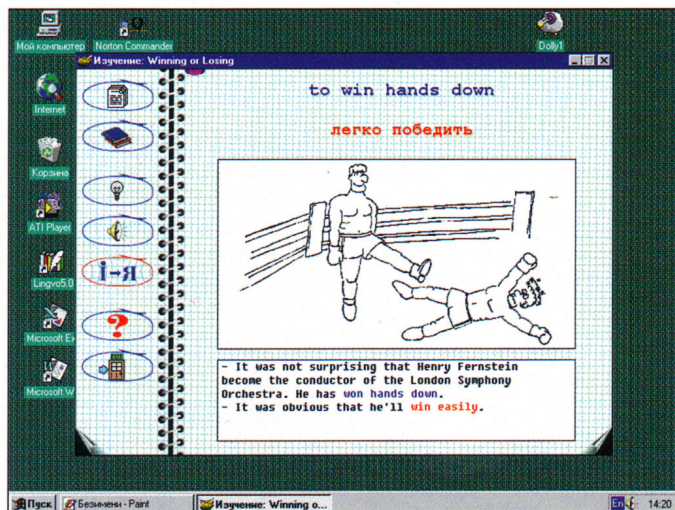 Мой компьютер
Norton Commander
Dolly1
Изучение: Winning or Losing
Internet
Корзина
ATI Player
Lingvo5.0
Microsoft Ex
Microsoft W
i→Я
?
to win hands down
легко победить
- It was not surprising that Henry Fernstein
become the conductor of the London Symphony
Orchestra. He has won hands down.
- It was obvious that he'll win easily.
Пуск
Безимени - Paint
Изучение: Winning o...
En
14:20